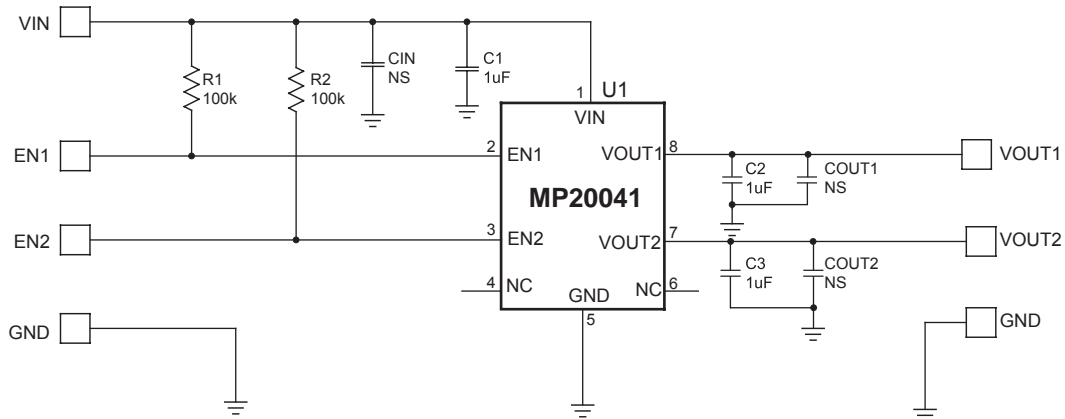 VIN
R1
100k
R2
100k
CIN
NS
C1
1uF
U1
1
VIN
EN1
2
EN1
VOUT1
8
VOUT1
C2
1uF
COUT1
NS
MP20041
EN2
3
EN2
VOUT2
7
VOUT2
C3
1uF
COUT2
NS
4
NC
GND
NC
6
5
GND
GND